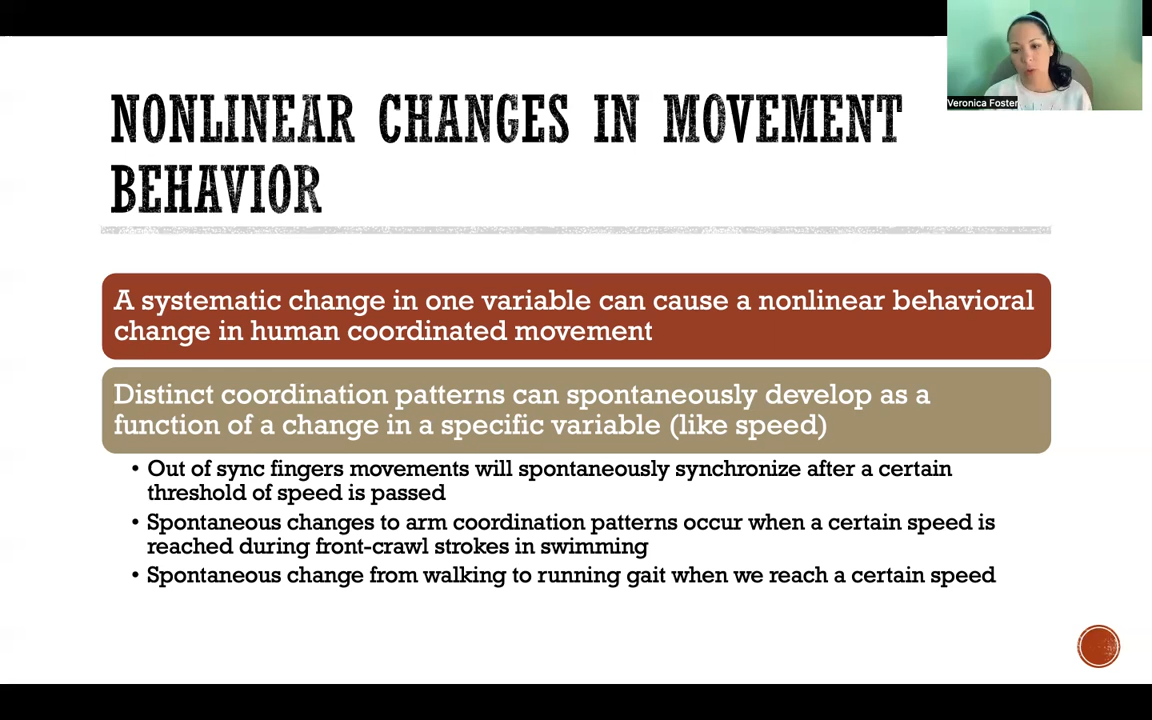 NONLINEAR CHANGES IN MOVEMENT
BEHAVIOR
Veronica Foster
A systematic change in one variable can cause a nonlinear behavioral
change in human coordinated movement
Distinct coordination patterns can spontaneously develop as a
function of a change in a specific variable (like speed)
• Out of sync fingers movements will spontaneously synchronize after a certain
threshold of speed is passed
• Spontaneous changes to arm coordination patterns occur when a certain speed is
reached during front-crawl strokes in swimming
• Spontaneous change from walking to running gait when we reach a certain speed